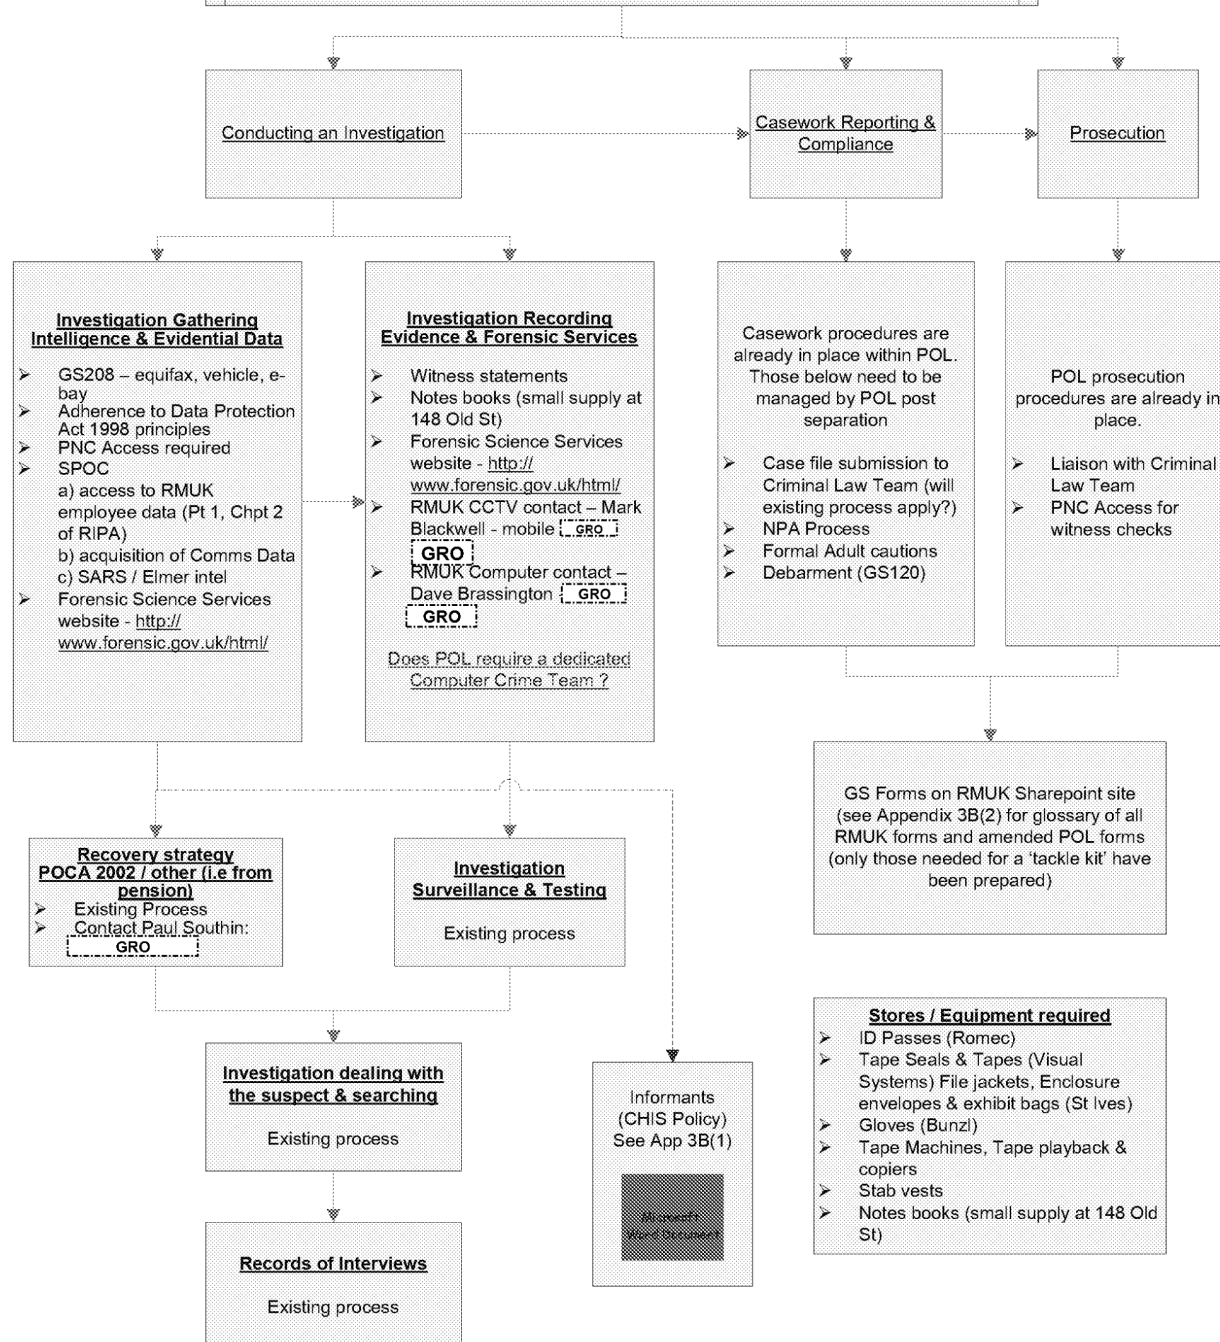 Conducting an Investigation
Casework Reporting &
Compliance
Prosecution
Investigation Gathering
Intelligence & Evidential Data
➢ GS208 – equifax, vehicle, e-
bay
➢ Adherence to Data Protection
Act 1998 principles
➢ PNC Access required
➢ SPOC
a) access to RMUK
employee data (Pt 1, Chpt 2
of RIPA)
b) acquisition of Comms Data
c) SARS / Elmer intel
➢ Forensic Science Services
website - http://
www.forensic.gov.uk/html/
Investigation Recording
Evidence & Forensic Services
➢ Witness statements
➢ Notes books (small supply at
148 Old St)
➢ Forensic Science Services
website - http://
www.forensic.gov.uk/html/
➢ RMUK CCTV contact – Mark
Blackwell - mobile GRO
GRO
➢ RMUK Computer contact –
Dave Brassington GRO
GRO
Does POL require a dedicated
Computer Crime Team ?
Casework procedures are
already in place within POL.
Those below need to be
managed by POL post
separation
➢ Case file submission to
Criminal Law Team (will
existing process apply?)
➢ NPA Process
➢ Formal Adult cautions
➢ Debarment (GS120)
POL prosecution
procedures are already in
place.
➢ Liaison with Criminal
Law Team
➢ PNC Access for
witness checks
Recovery strategy
POCA 2002 / other (i.e from
pension)
➢ Existing Process
➢ Contact Paul Southin:
GRO
Investigation
Surveillance & Testing
Existing process
GS Forms on RMUK Sharepoint site
(see Appendix 3B(2) for glossary of all
RMUK forms and amended POL forms
(only those needed for a 'tackle kit' have
been prepared)
Investigation dealing with
the suspect & searching
Existing process
Informants
(CHIS Policy)
See App 3B(1)
Microsoft
Word Document
Stores / Equipment required
➢ ID Passes (Romec)
➢ Tape Seals & Tapes (Visual
Systems) File jackets, Enclosure
envelopes & exhibit bags (St Ives)
➢ Gloves (Bunzl)
➢ Tape Machines, Tape playback &
copiers
➢ Stab vests
➢ Notes books (small supply at 148 Old
St)
Records of Interviews
Existing process